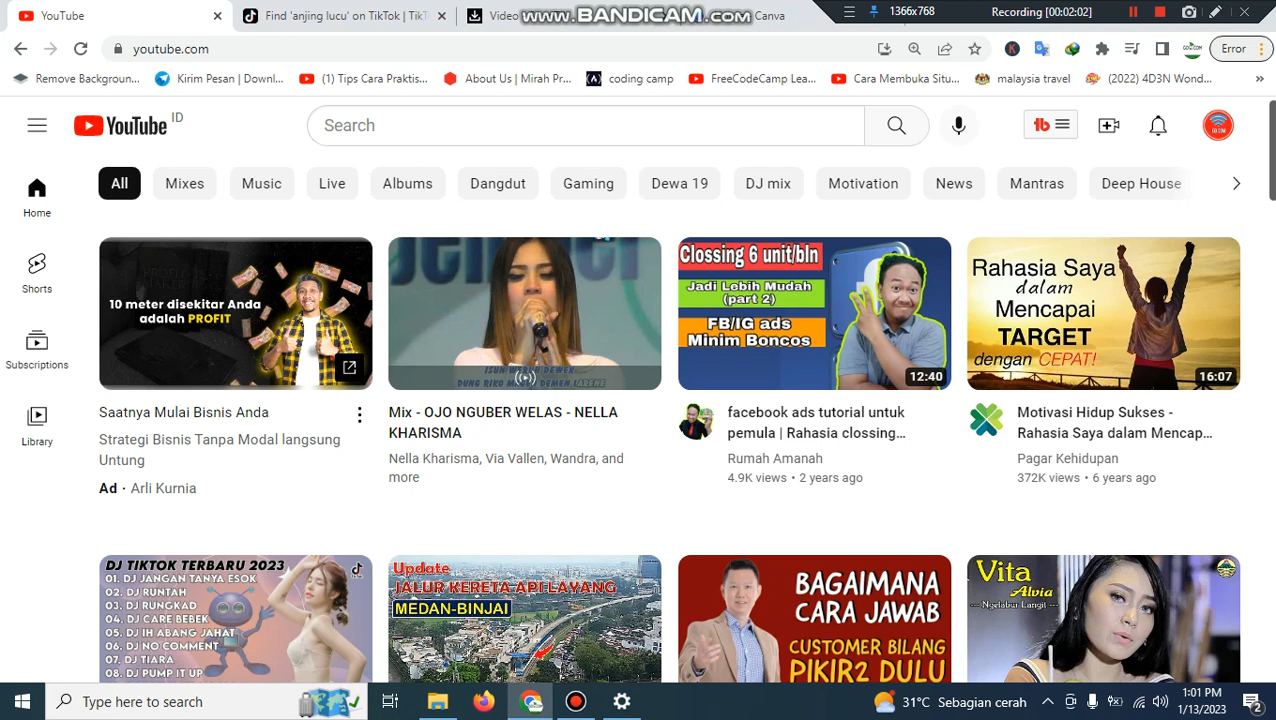 YouTube
Find 'anjing lucu' on TikTok | Tik
Video
WWW.BANDICAM.COM
Canva
1366x768
Recording [00:02:02]
youtube.com
Error
Remove Backgroun...
Kirim Pesan | Downl...
(1) Tips Cara Praktis...
About Us | Mirah Pr...
coding camp
FreeCodeCamp Lea...
Cara Membuka Situ...
malaysia travel
(2022) 4D3N Wond...
YouTube ID
Search
All
Mixes
Music
Live
Albums
Dangdut
Gaming
Dewa 19
DJ mix
Motivation
News
Mantras
Deep House
Home
Shorts
Subscriptions
Library
10 meter disekitar Anda
adalah PROFIT
Saatnya Mulai Bisnis Anda
Strategi Bisnis Tanpa Modal langsung
Untung
Ad · Arli Kurnia
Mix - OJO NGUBER WELAS - NELLA
KHARISMA
Nella Kharisma, Via Vallen, Wandra, and
more
Clossing 6 unit/bln
Jadi Lebih Mudah
(part 2)
FB/IG ads
Minim Boncos
12:40
facebook ads tutorial untuk
pemula | Rahasia clossing...
Rumah Amanah
4.9K views • 2 years ago
Rahasia Saya
dalam
Mencapai
TARGET
dengan CEPAT!
16:07
Motivasi Hidup Sukses -
Rahasia Saya dalam Mencap...
Pagar Kehidupan
372K views • 6 years ago
DJ TIKTOK TERBARU 2023
01. DJ JANGAN TANYA ESOK
02. DJ RUNTAH
03. DJ RUNGKAD
04. DJ CARE BEBEK
05. DJ IH ABANG JAHAT
06. DJ NO COMMENT
07. DJ TIARA
08. DJ PUMP IT UP
Update
JALUR KERETA API LAYANG
MEDAN-BINJAI
BAGAIMANA
CARA JAWAB
CUSTOMER BILANG
PIKIR2 DULU
Vita
Alvia
--- Ngelabur Langit ---
Type here to search
31°C Sebagian cerah
1:01 PM
1/13/2023
2